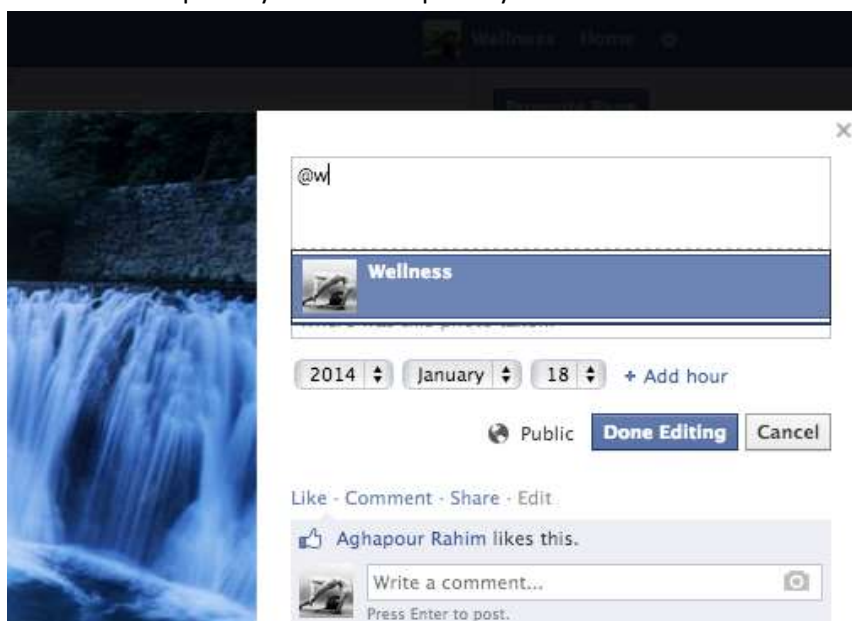 Wellness Home
@w
Wellness
2014 January 18 + Add hour
Public Done Editing Cancel
Like · Comment · Share · Edit
Aghapour Rahim likes this.
Write a comment...
Press Enter to post.